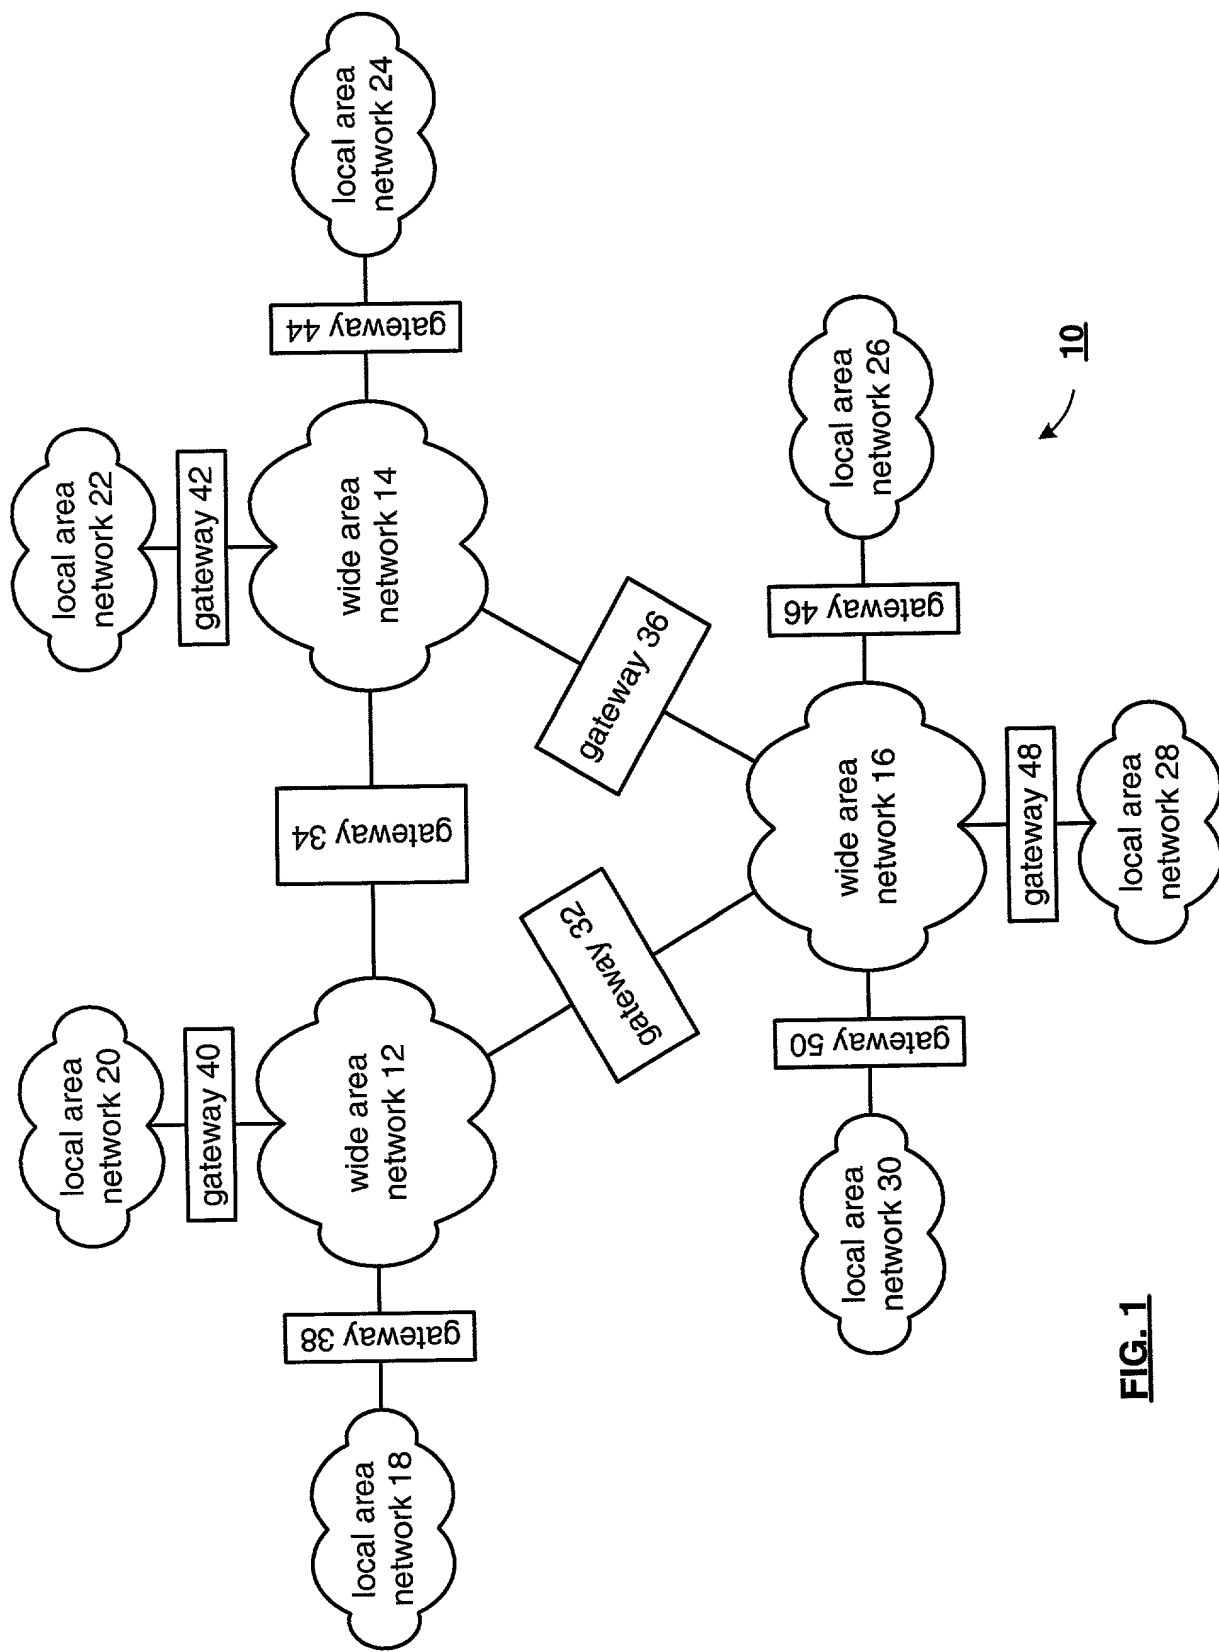 local area
network 20
local area
network 22
gateway 40
gateway 42
local area
network 18
gateway 38
wide area
network 12
gateway 34
wide area
network 14
gateway 44
local area
network 24
gateway 32
gateway 36
local area
network 30
gateway 50
wide area
network 16
gateway 46
local area
network 26
gateway 48
local area
network 28
10
FIG. 1